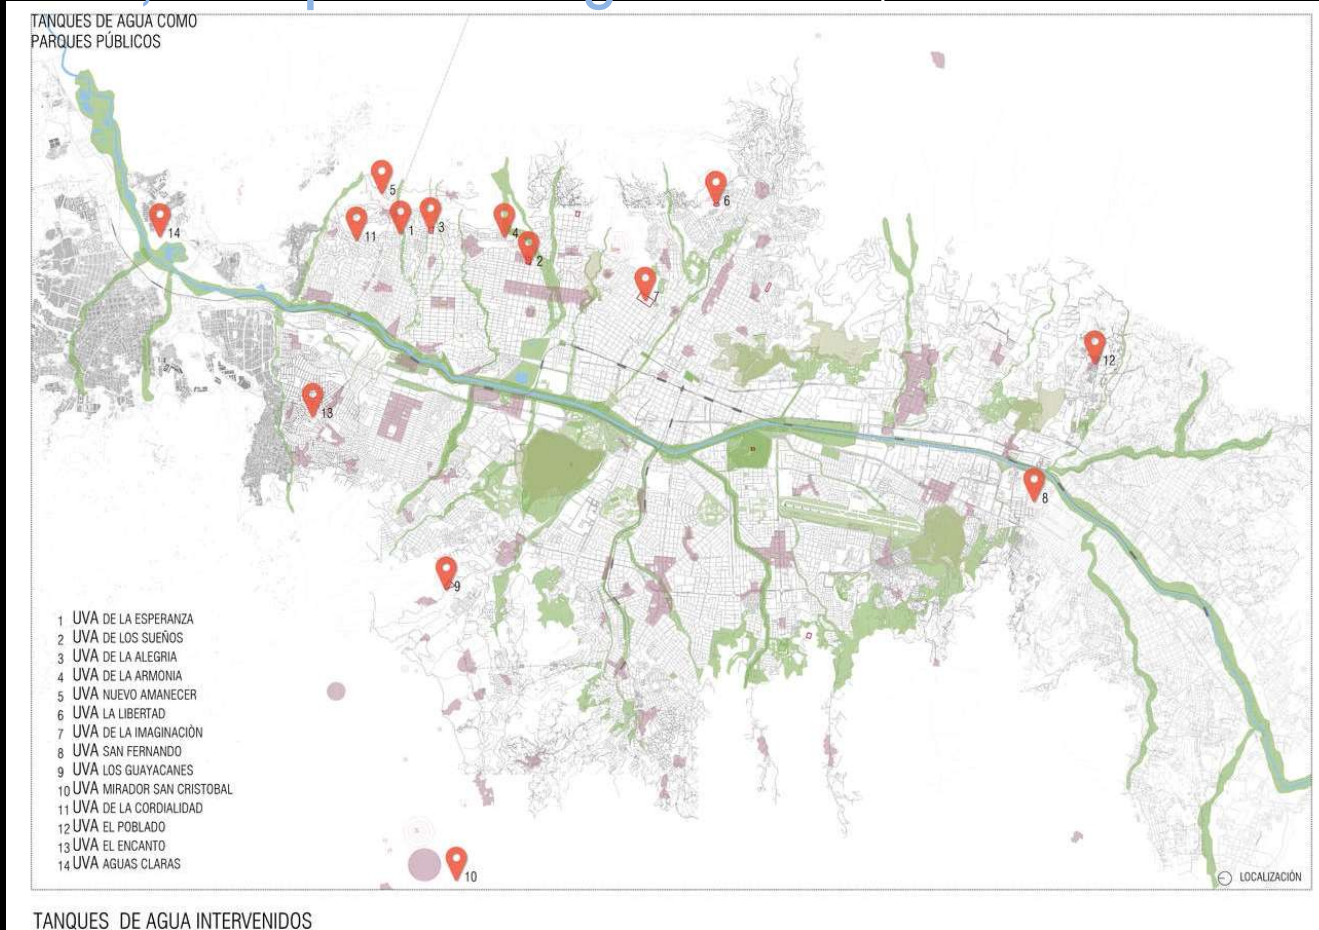 TANQUES DE AGUA COMO
PARQUES PÚBLICOS
5
6
14
11
1
3
4
2
7
12
13
8
9
1 UVA DE LA ESPERANZA
2 UVA DE LOS SUEÑOS
3 UVA DE LA ALEGRIA
4 UVA DE LA ARMONIA
5 UVA NUEVO AMANECER
6 UVA LA LIBERTAD
7 UVA DE LA IMAGINACIÒN
8 UVA SAN FERNANDO
9 UVA LOS GUAYACANES
10 UVA MIRADOR SAN CRISTOBAL
11 UVA DE LA CORDIALIDAD
12 UVA EL POBLADO
13 UVA EL ENCANTO
14 UVA AGUAS CLARAS
10
LOCALIZACIÓN
TANQUES DE AGUA INTERVENIDOS